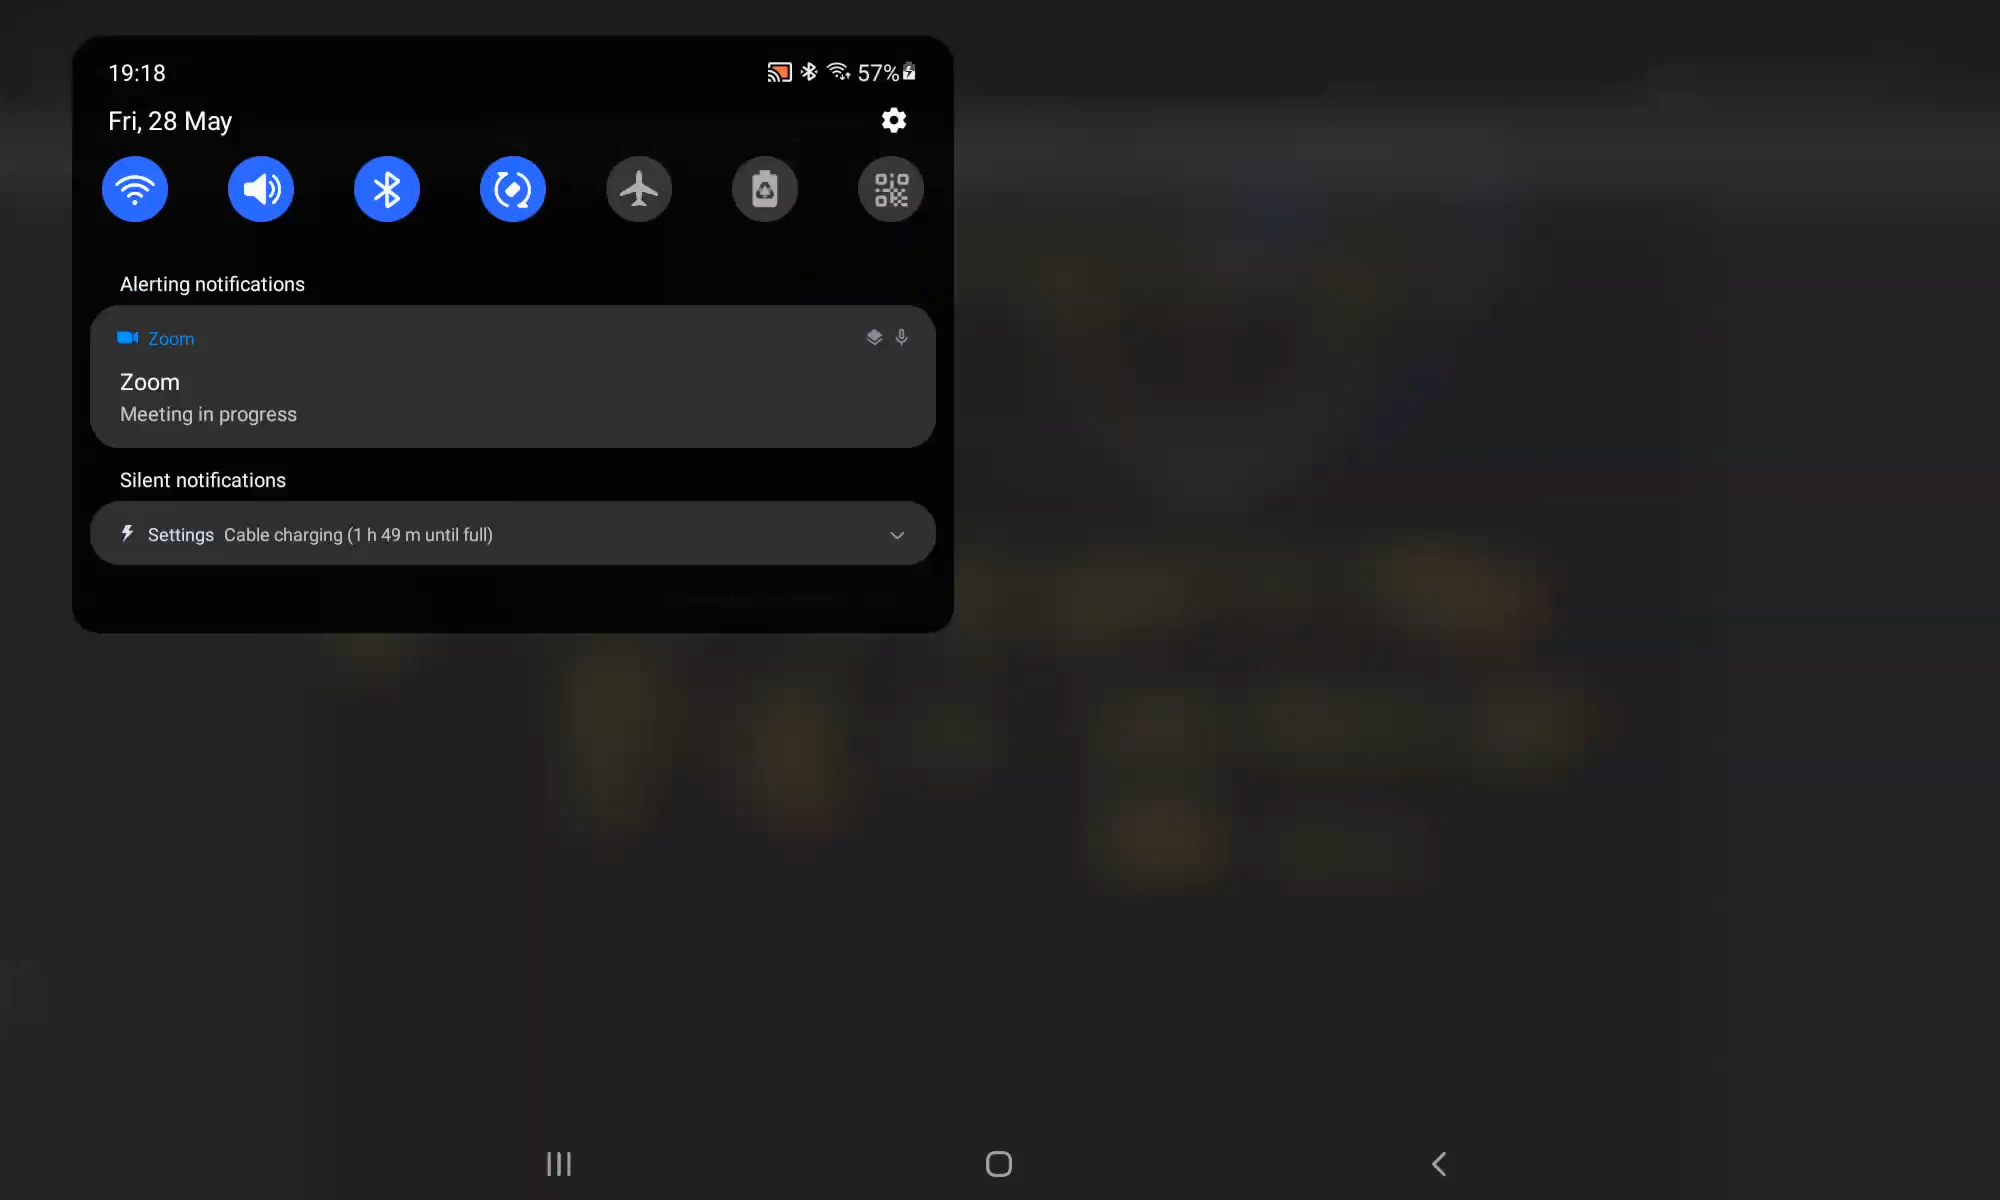 19:18
57%
Fri, 28 May
Alerting notifications
Zoom
Zoom
Meeting in progress
Silent notifications
Settings Cable charging (1 h 49 m until full)